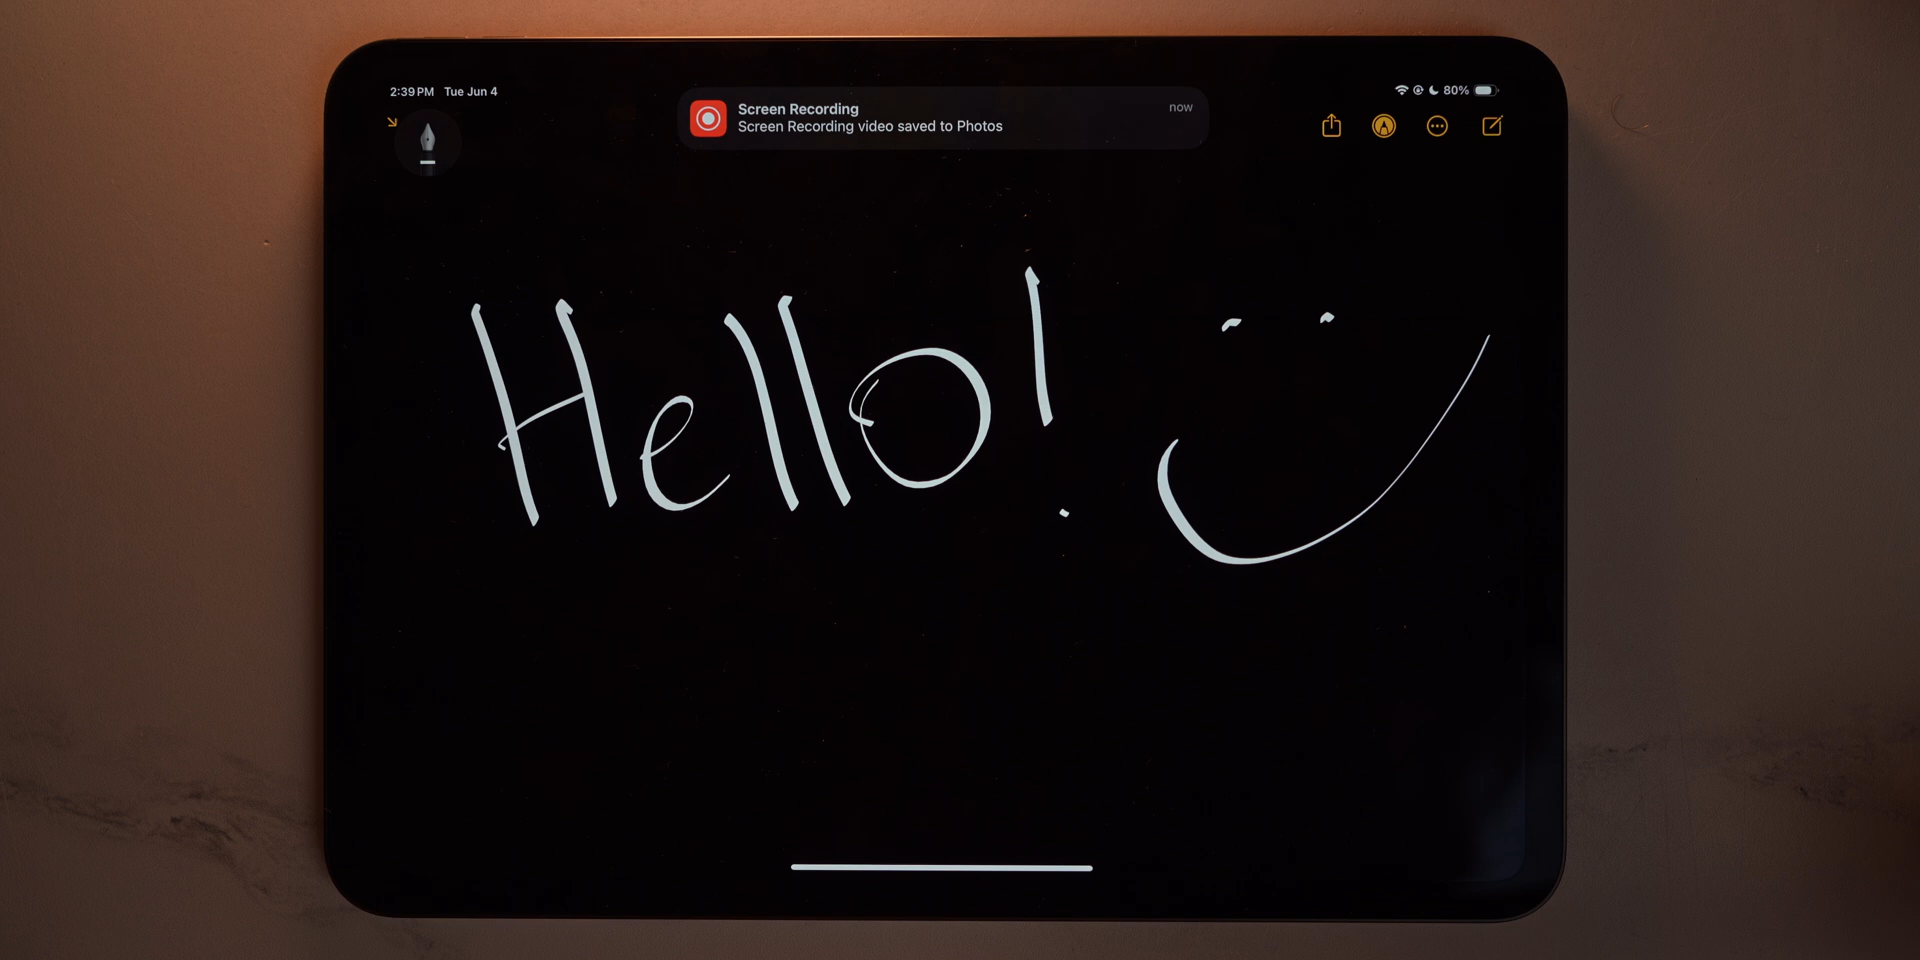 2:39 PM Tue Jun 4
80%
Screen Recording
now
Screen Recording video saved to Photos
Hello!